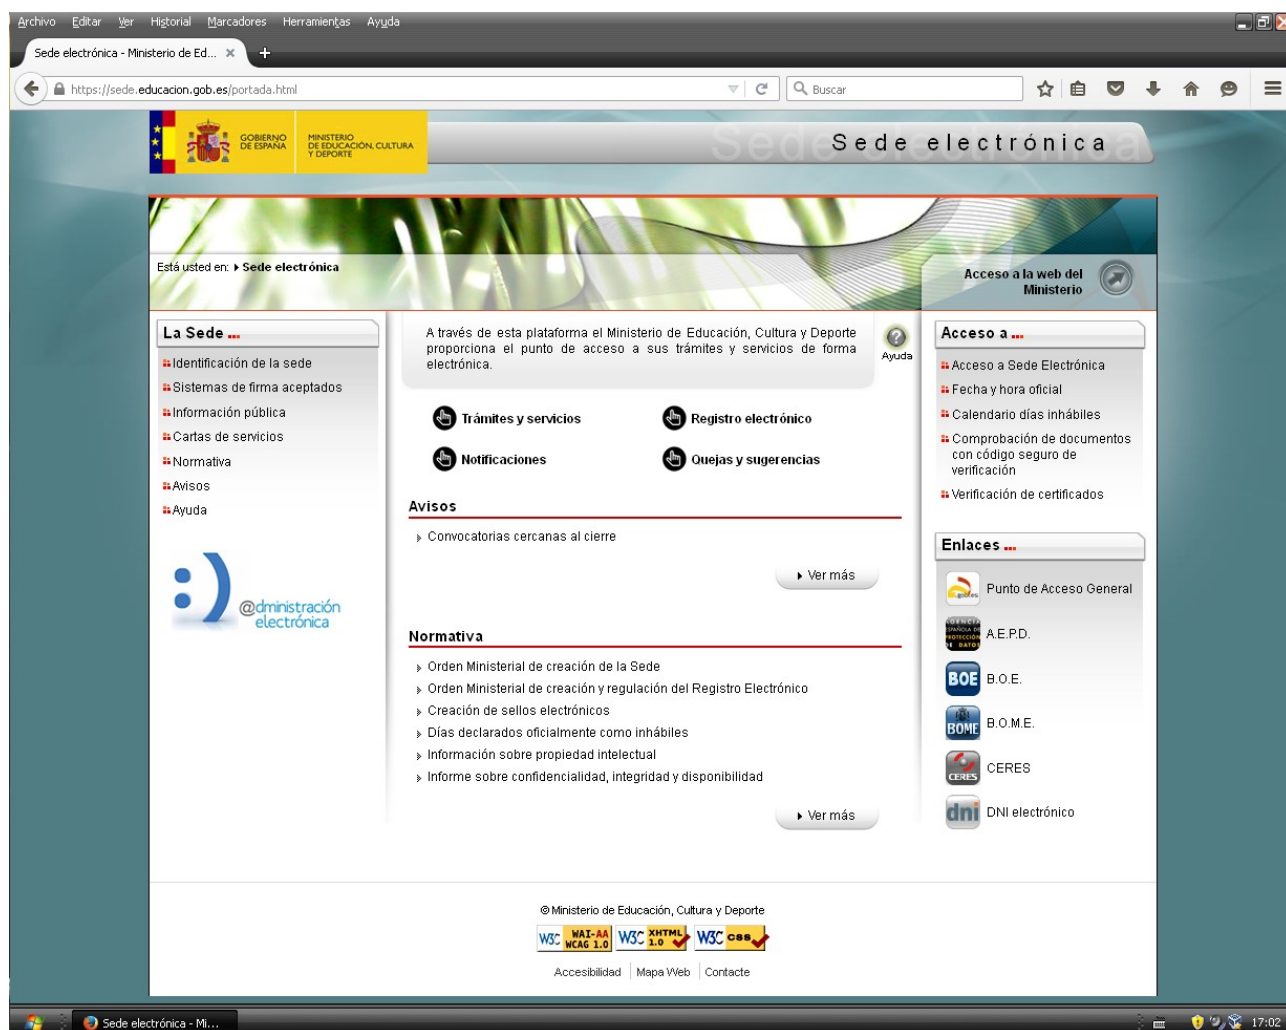 Archivo Editar Ver Historial Marcadores Herramientas Ayuda
Sede electrónica - Ministerio de Ed...
https://sede.educacion.gob.es/portada.html
Buscar
GOBIERNO DE ESPAÑA
MINISTERIO DE EDUCACIÓN, CULTURA Y DEPORTE
Sede electrónica
Está usted en: Sede electrónica
Acceso a la web del
Ministerio
La Sede ...
Identificación de la sede
Sistemas de firma aceptados
Información pública
Cartas de servicios
Normativa
Avisos
Ayuda
@dministración
electrónica
A través de esta plataforma el Ministerio de Educación, Cultura y Deporte
proporciona el punto de acceso a sus trámites y servicios de forma
electrónica.
Ayuda
Trámites y servicios
Registro electrónico
Notificaciones
Quejas y sugerencias
Avisos
Convocatorias cercanas al cierre
Ver más
Normativa
Orden Ministerial de creación de la Sede
Orden Ministerial de creación y regulación del Registro Electrónico
Creación de sellos electrónicos
Días declarados oficialmente como inhábiles
Información sobre propiedad intelectual
Informe sobre confidencialidad, integridad y disponibilidad
Ver más
Acceso a ...
Acceso a Sede Electrónica
Fecha y hora oficial
Calendario días inhábiles
Comprobación de documentos
con código seguro de
verificación
Verificación de certificados
Enlaces ...
Punto de Acceso General
A.E.P.D.
BOE B.O.E.
BOME B.O.M.E.
CERES CERES
dni DNI electrónico
© Ministerio de Educación, Cultura y Deporte
W3C WAI-AA WCAG 1.0
W3C XHTML 1.0
W3C css
Accesibilidad Mapa Web Contacte
Sede electrónica - Mi...
17:02